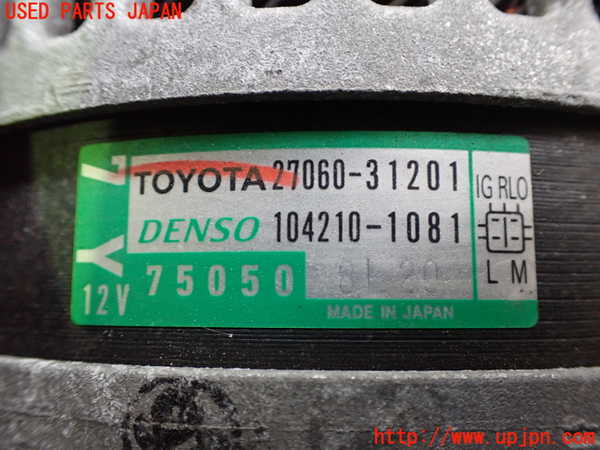 USED PARTS JAPAN
7
Y
12V
TOYOTA 27060-31201
DENSO 104210-1081
75050
MADE IN JAPAN
IG RLO
L M
http://www.upjpn.com/